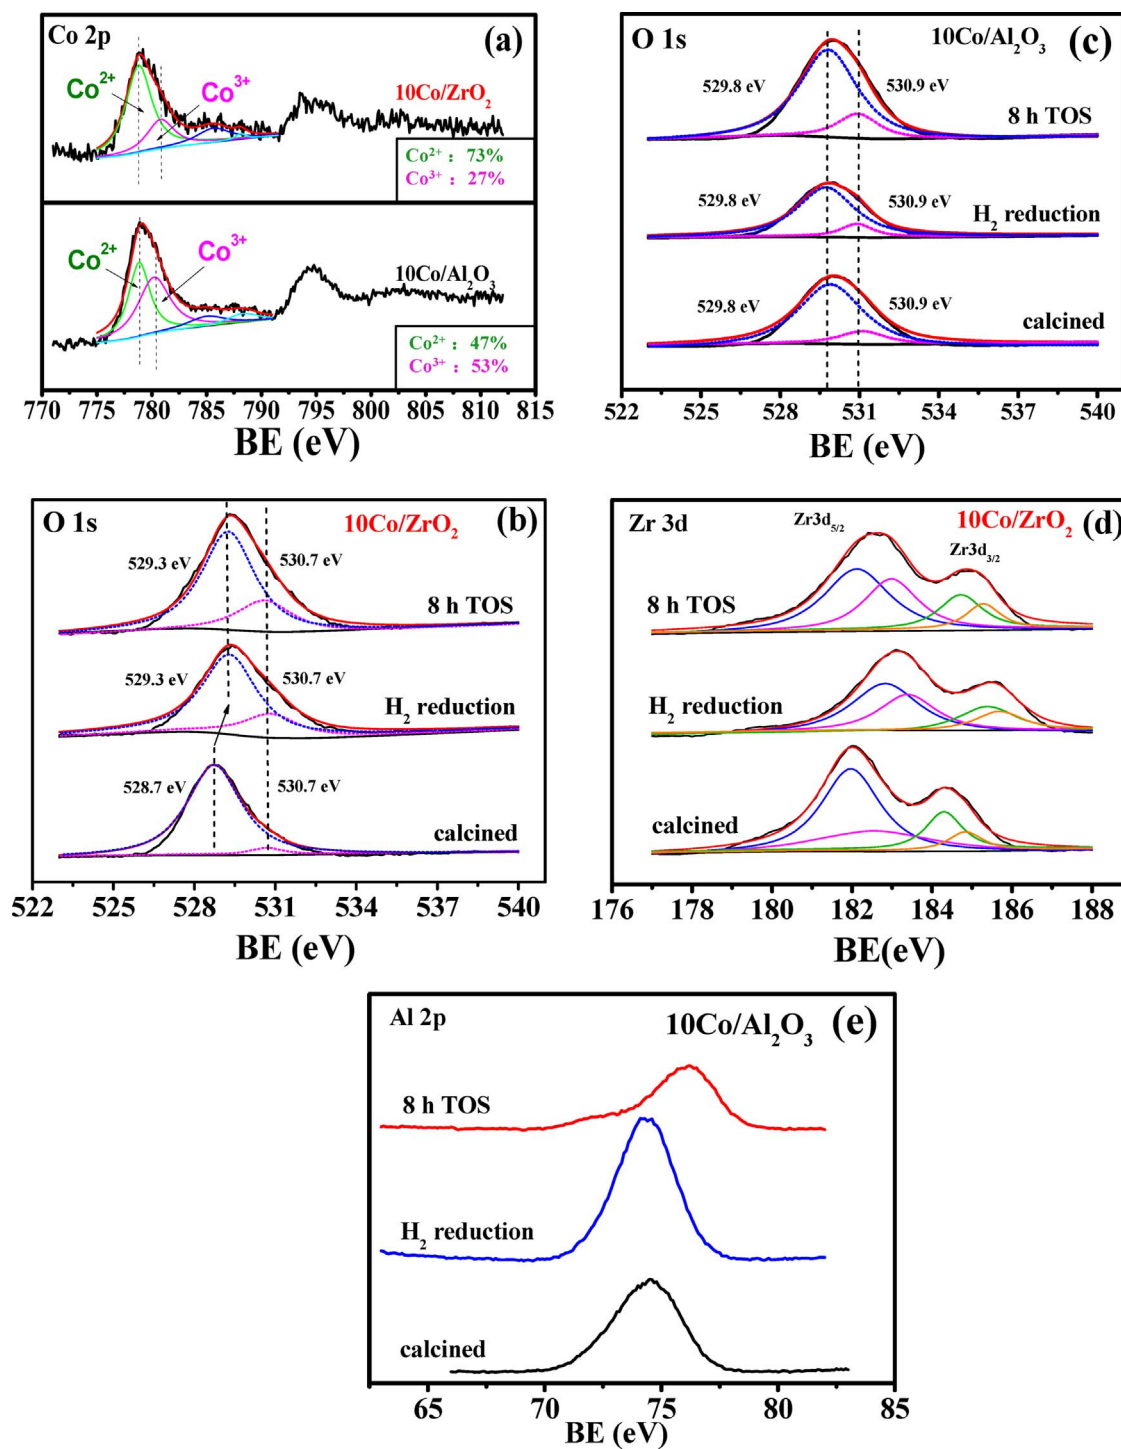 Co 2p
(a)
Co²⁺
Co³⁺
10Co/ZrO₂
Co²⁺ : 73%
Co³⁺ : 27%
Co²⁺
Co³⁺
10Co/Al₂O₃
Co²⁺ : 47%
Co³⁺ : 53%
770 775 780 785 790 795 800 805 810 815
BE (eV)
O 1s
10Co/Al₂O₃
(c)
529.8 eV
530.9 eV
8 h TOS
529.8 eV
530.9 eV
H₂ reduction
529.8 eV
530.9 eV
calcined
522 525 528 531 534 537 540
BE (eV)
O 1s
10Co/ZrO₂
(b)
529.3 eV
530.7 eV
8 h TOS
529.3 eV
530.7 eV
H₂ reduction
528.7 eV
530.7 eV
calcined
522 525 528 531 534 537 540
BE (eV)
Zr 3d
Zr3d₅/₂
10Co/ZrO₂
(d)
Zr3d₃/₂
8 h TOS
H₂ reduction
calcined
176 178 180 182 184 186 188
BE(eV)
Al 2p
10Co/Al₂O₃
(e)
8 h TOS
H₂ reduction
calcined
65 70 75 80 85
BE (eV)